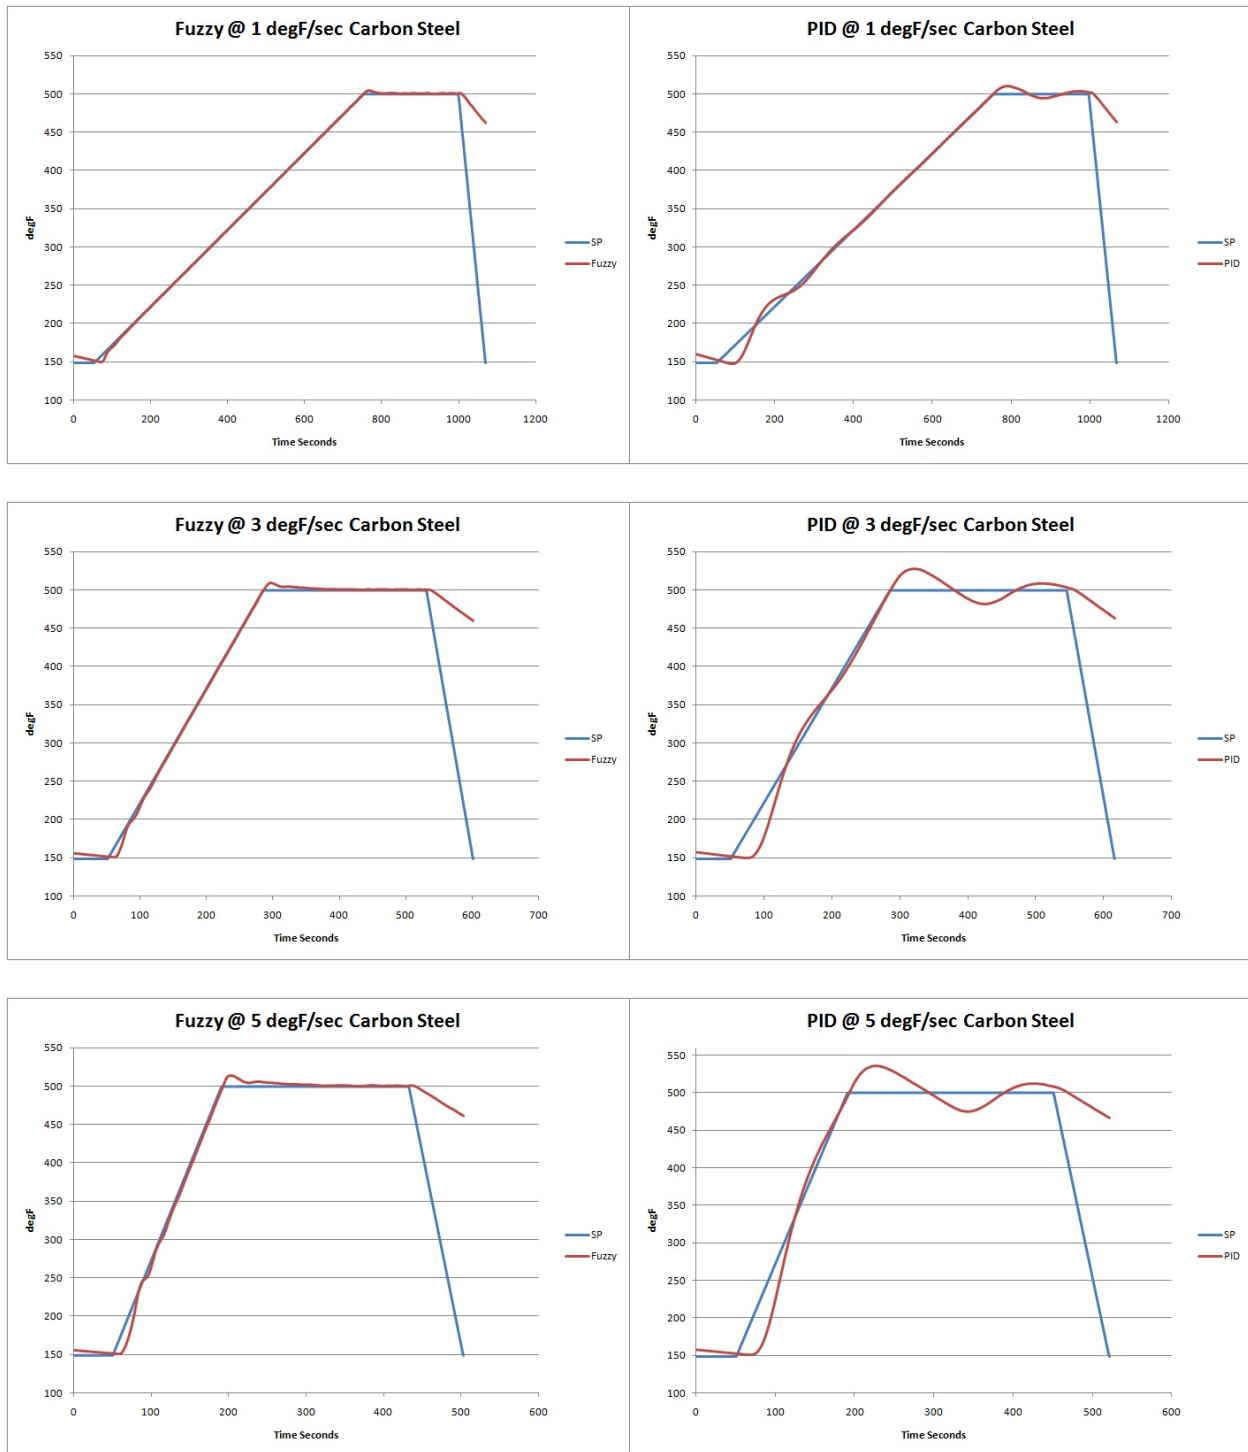 Fuzzy @ 1 degF/sec Carbon Steel
550
500
450
400
350
300
250
200
150
100
degF
0 200 400 600 800 1000 1200
Time Seconds
SP
Fuzzy
PID @ 1 degF/sec Carbon Steel
550
500
450
400
350
300
250
200
150
100
degF
0 200 400 600 800 1000 1200
Time Seconds
SP
PID
Fuzzy @ 3 degF/sec Carbon Steel
550
500
450
400
350
300
250
200
150
100
degF
0 100 200 300 400 500 600 700
Time Seconds
SP
Fuzzy
PID @ 3 degF/sec Carbon Steel
550
500
450
400
350
300
250
200
150
100
degF
0 100 200 300 400 500 600 700
Time Seconds
SP
PID
Fuzzy @ 5 degF/sec Carbon Steel
550
500
450
400
350
300
250
200
150
100
degF
0 100 200 300 400 500 600
Time Seconds
SP
Fuzzy
PID @ 5 degF/sec Carbon Steel
550
500
450
400
350
300
250
200
150
100
degF
0 100 200 300 400 500 600
Time Seconds
SP
PID